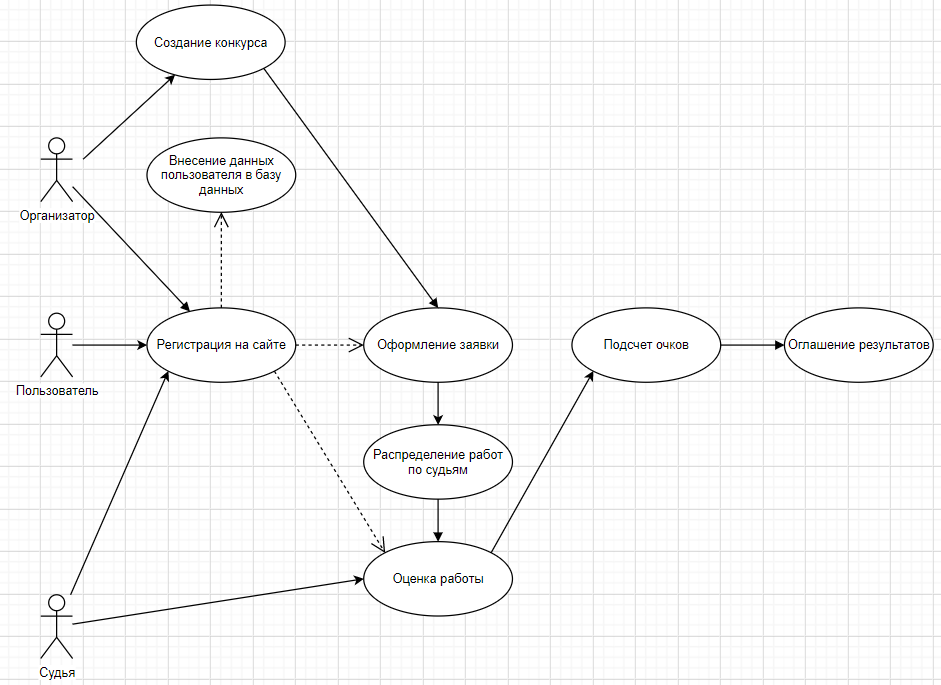 Создание конкурса
Внесение данных
пользователя в базу
данных
Организатор
Регистрация на сайте
Оформление заявки
Подсчет очков
Оглашение результатов
Пользователь
Распределение работ
по судьям
Оценка работы
Судья